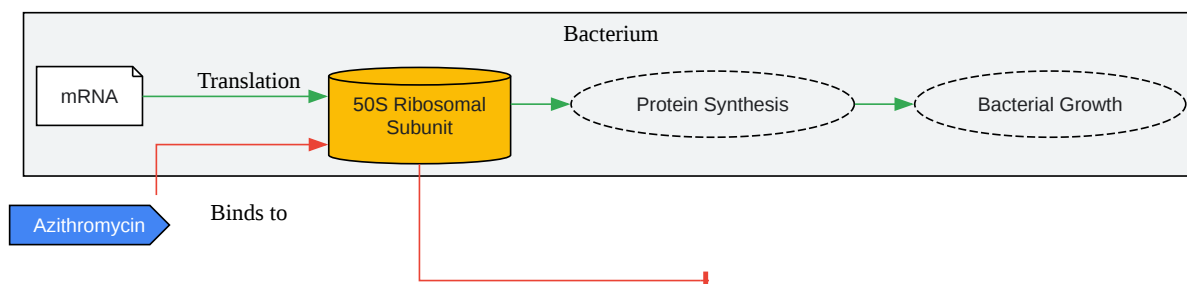 Bacterium
mRNA
Translation
50S Ribosomal
Subunit
Protein Synthesis
Bacterial Growth
Azithromycin
Binds to